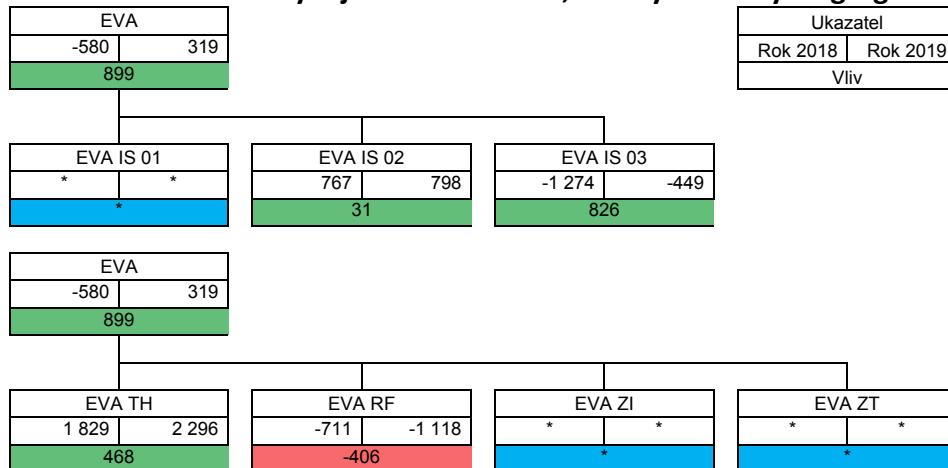 EVA
-580 319
899
Ukazatel
Rok 2018 Rok 2019
Vliv
EVA IS 01 EVA IS 02 EVA IS 03
* * 767 798 -1 274 -449
* 31 826
EVA
-580 319
899
EVA TH EVA RF EVA ZI EVA ZT
1 829 2 296 -711 -1 118 * * * *
468 -406 * *